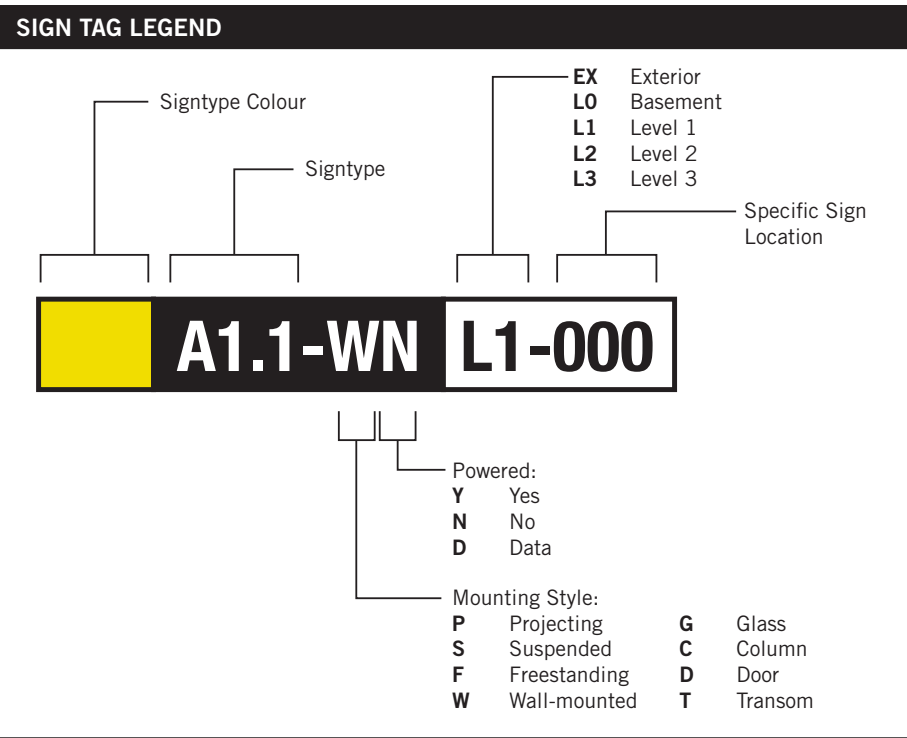 SIGN TAG LEGEND
Signtype Colour
Signtype
EX Exterior
L0 Basement
L1 Level 1
L2 Level 2
L3 Level 3
Specific Sign
Location
A1.1-WN L1-000
Powered:
Y Yes
N No
D Data
Mounting Style:
P Projecting G Glass
S Suspended C Column
F Freestanding D Door
W Wall-mounted T Transom